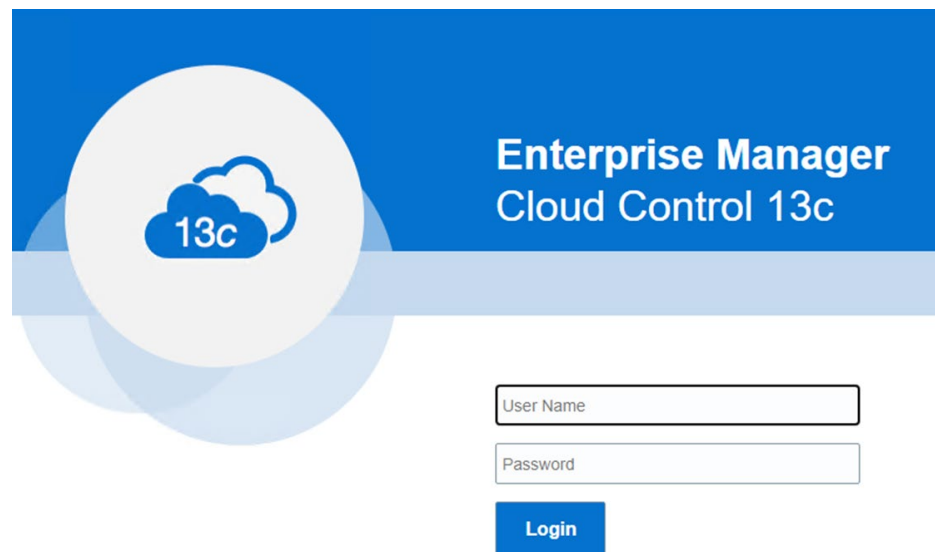 13c
Enterprise Manager
Cloud Control 13c
User Name
Password
Login